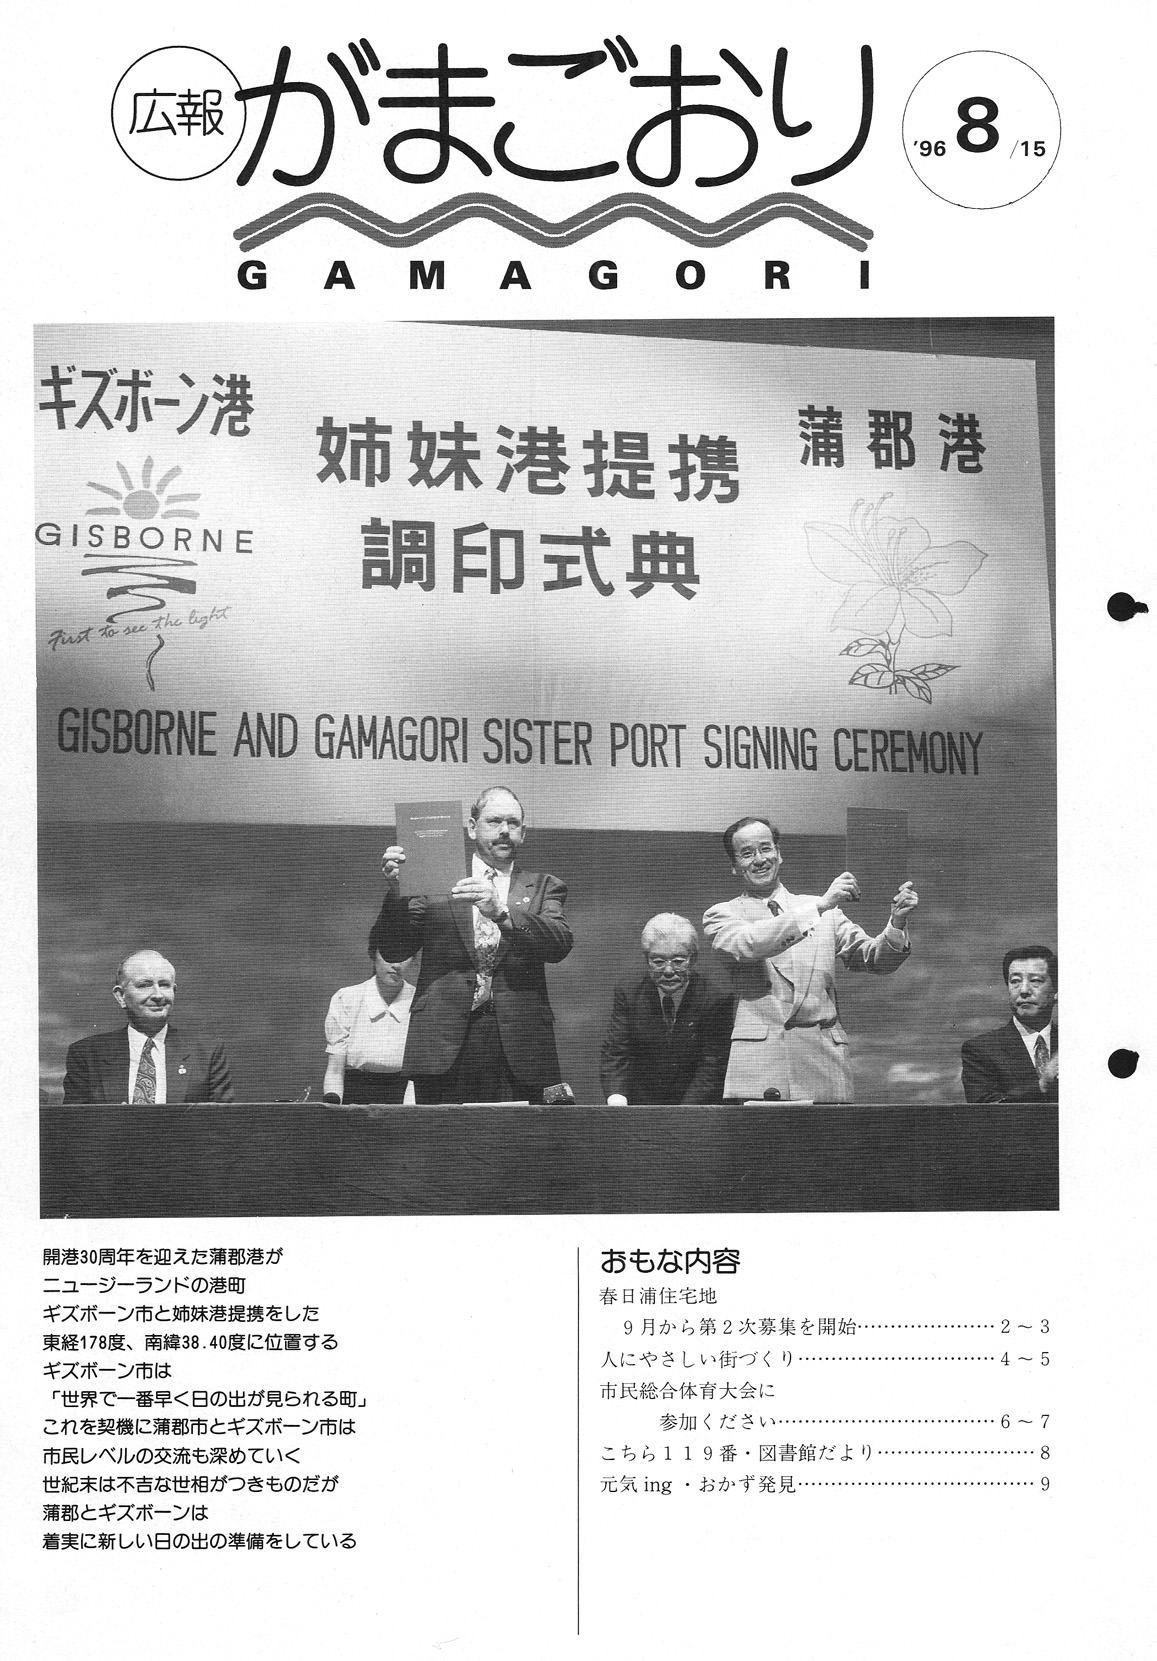 広報
がまごおり
'96 8/15
GAMAGORI
ギズボーン港
姉妹港提携
蒲郡港
調印式典
GISBORNE
First to see the light
GISBORNE AND GAMAGORI SISTER PORT SIGNING CEREMONY
開港30周年を迎えた蒲郡港が
ニュージーランドの港町
ギズボーン市と姉妹港提携をした
東経178度、南緯38.40度に位置する
ギズボーン市は
「世界で一番早く日の出が見られる町」
これを契機に蒲郡市とギズボーン市は
市民レベルの交流も深めていく
世紀末は不吉な世相がつきものだが
蒲郡とギズボーンは
着実に新しい日の出の準備をしている
おもな内容
春日浦住宅地
9月から第2次募集を開始…………………2～3
人にやさしい街づくり…………………………4～5
市民総合体育大会に
参加ください……………………………6～7
こちら119番・図書館だより……………………8
元気ing・おかず発見………………………………9